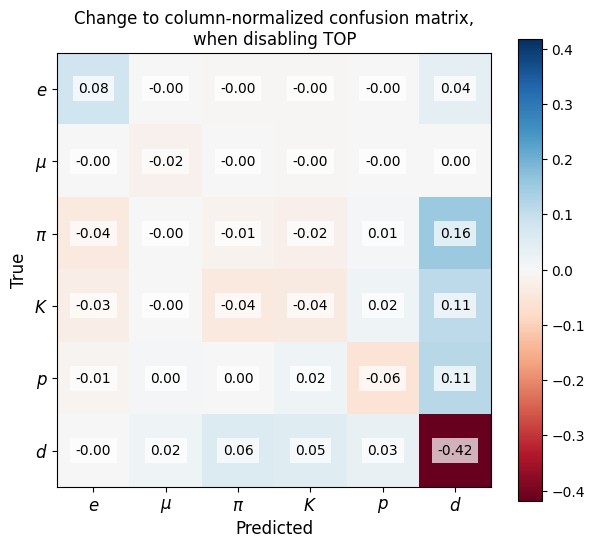 Change to column-normalized confusion matrix,
when disabling TOP
True
e 0.08 -0.00 -0.00 -0.00 -0.00 0.04
μ -0.00 -0.02 -0.00 -0.00 -0.00 0.00
π -0.04 -0.00 -0.01 -0.02 0.01 0.16
K -0.03 -0.00 -0.04 -0.04 0.02 0.11
p -0.01 0.00 0.00 0.02 -0.06 0.11
d -0.00 0.02 0.06 0.05 0.03 -0.42
e μ π K p d
Predicted
0.4
0.3
0.2
0.1
0.0
−0.1
−0.2
−0.3
−0.4